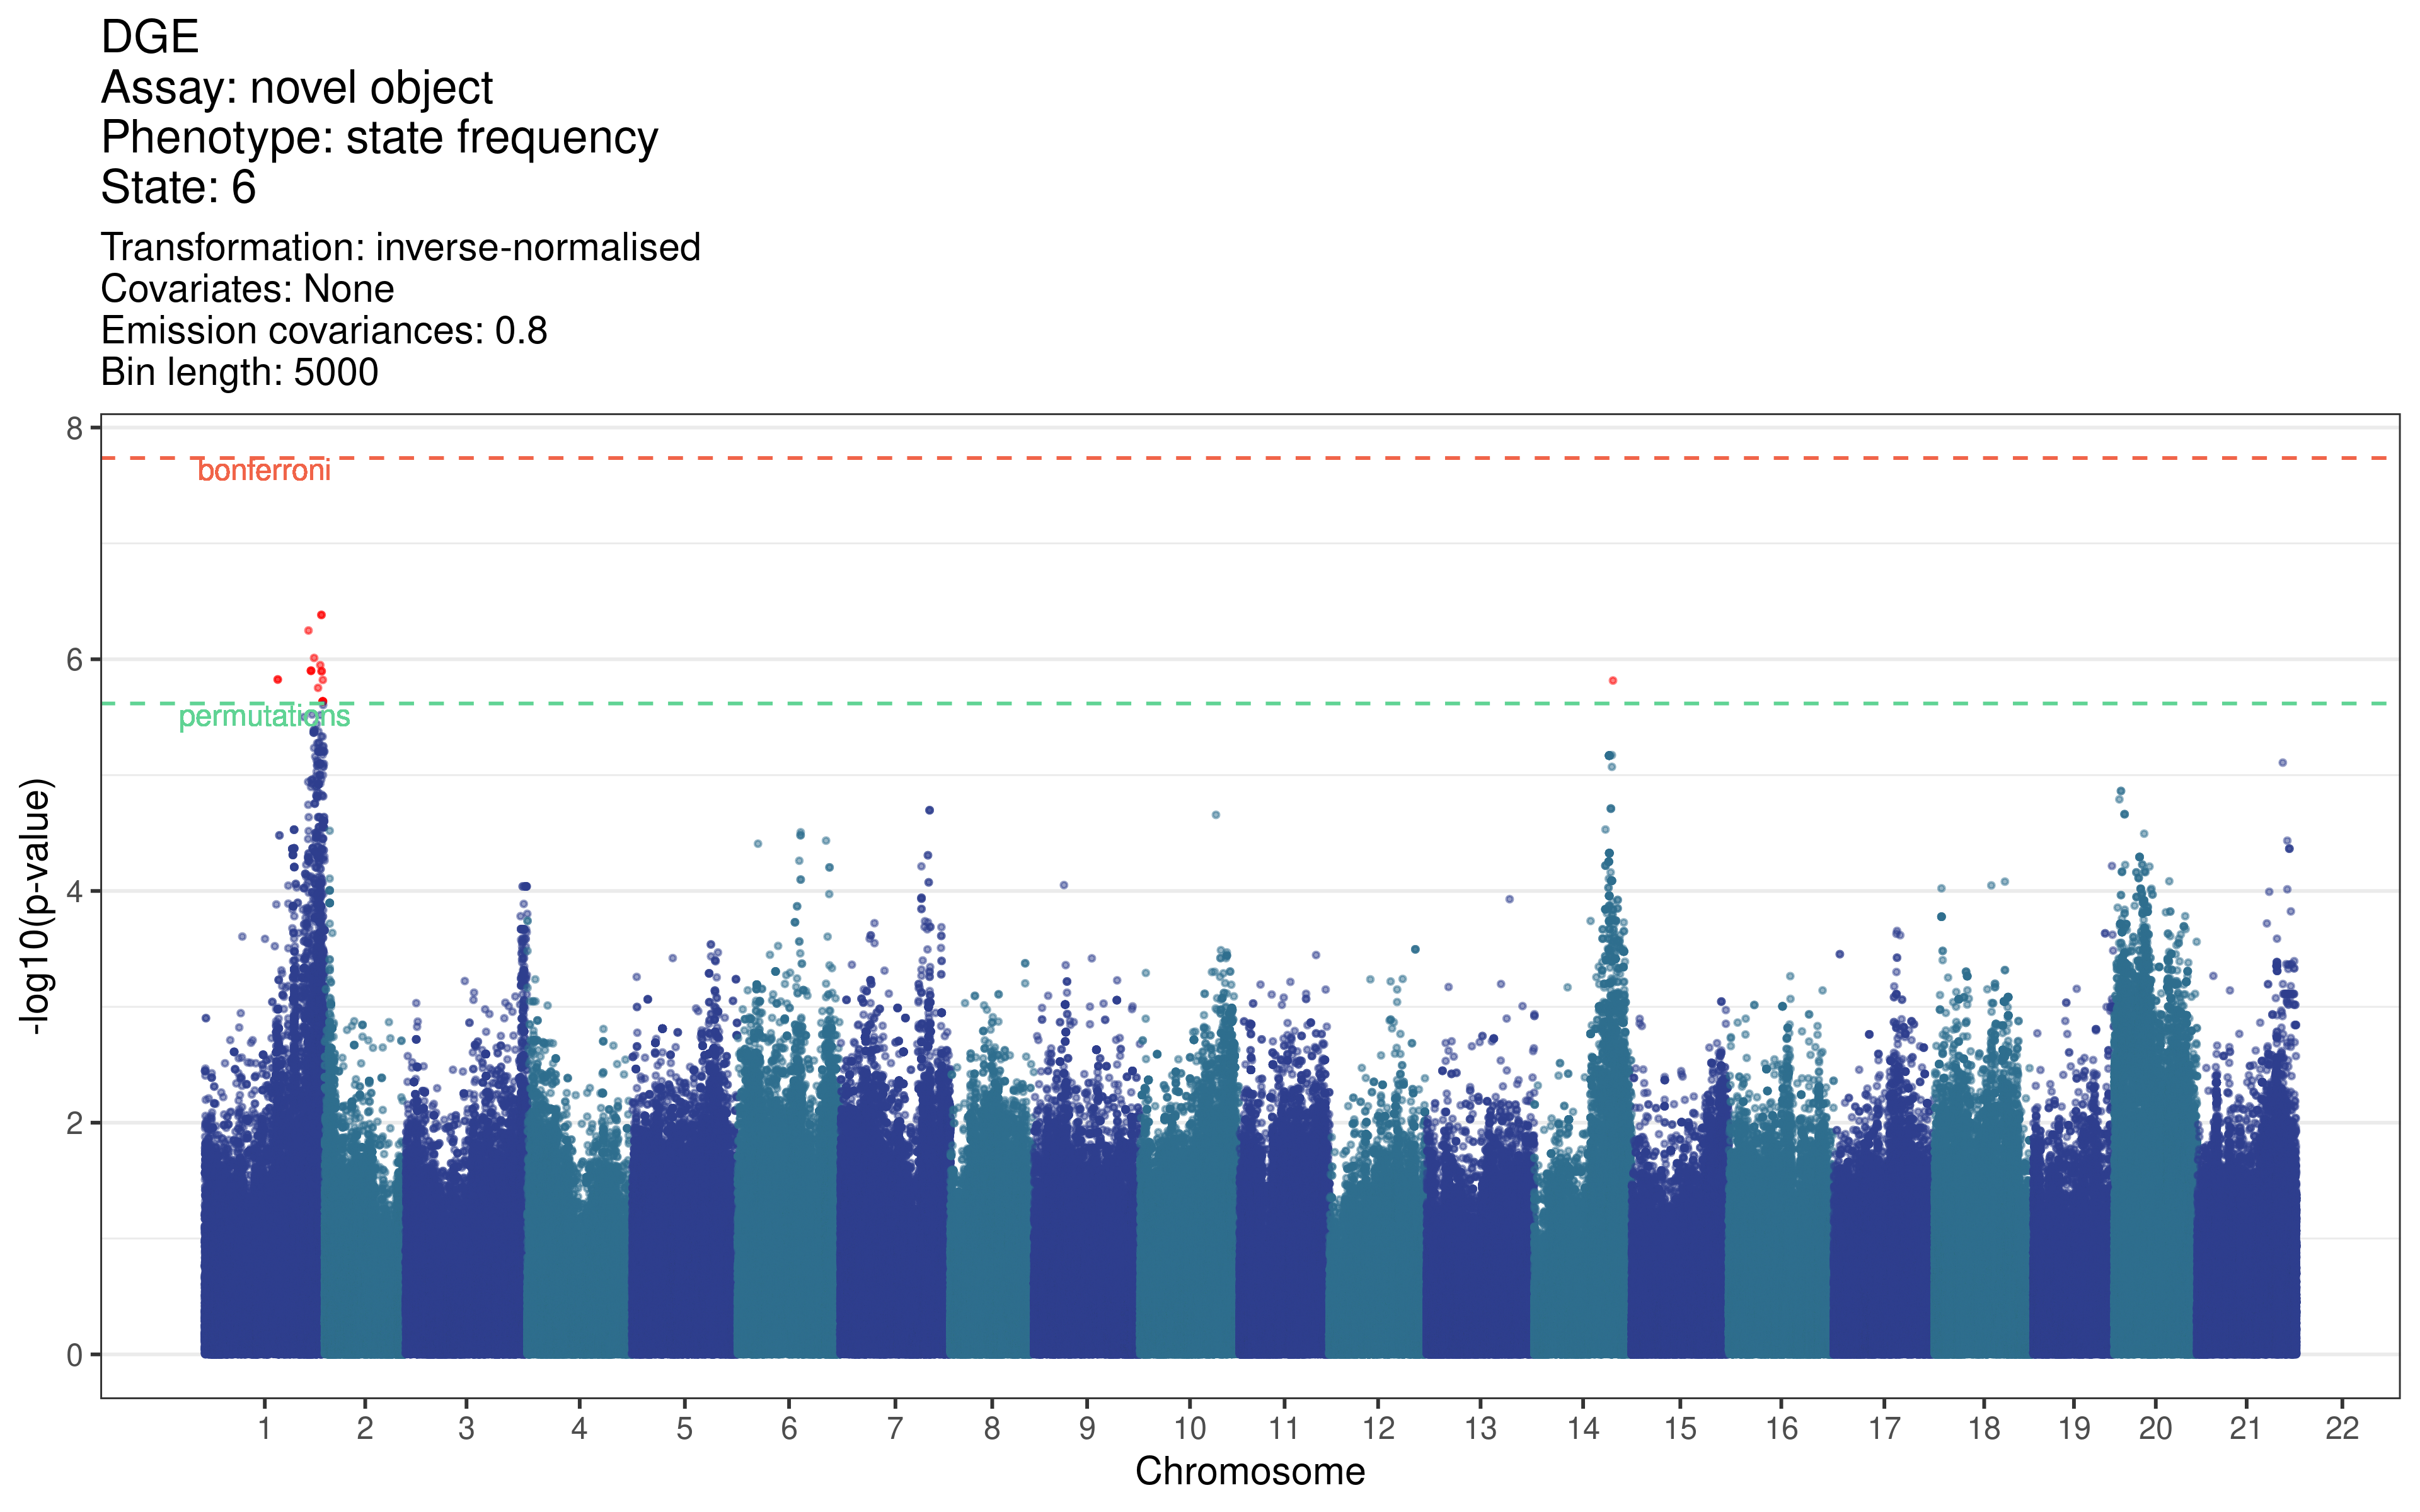 DGE
Assay: novel object
Phenotype: state frequency
State: 6
Transformation: inverse-normalised
Covariates: None
Emission covariances: 0.8
Bin length: 5000
8
bonferroni
6
permutations
4
2
0
-log10(p-value)
1 2 3 4 5 6 7 8 9 10 11 12 13 14 15 16 17 18 19 20 21 22
Chromosome